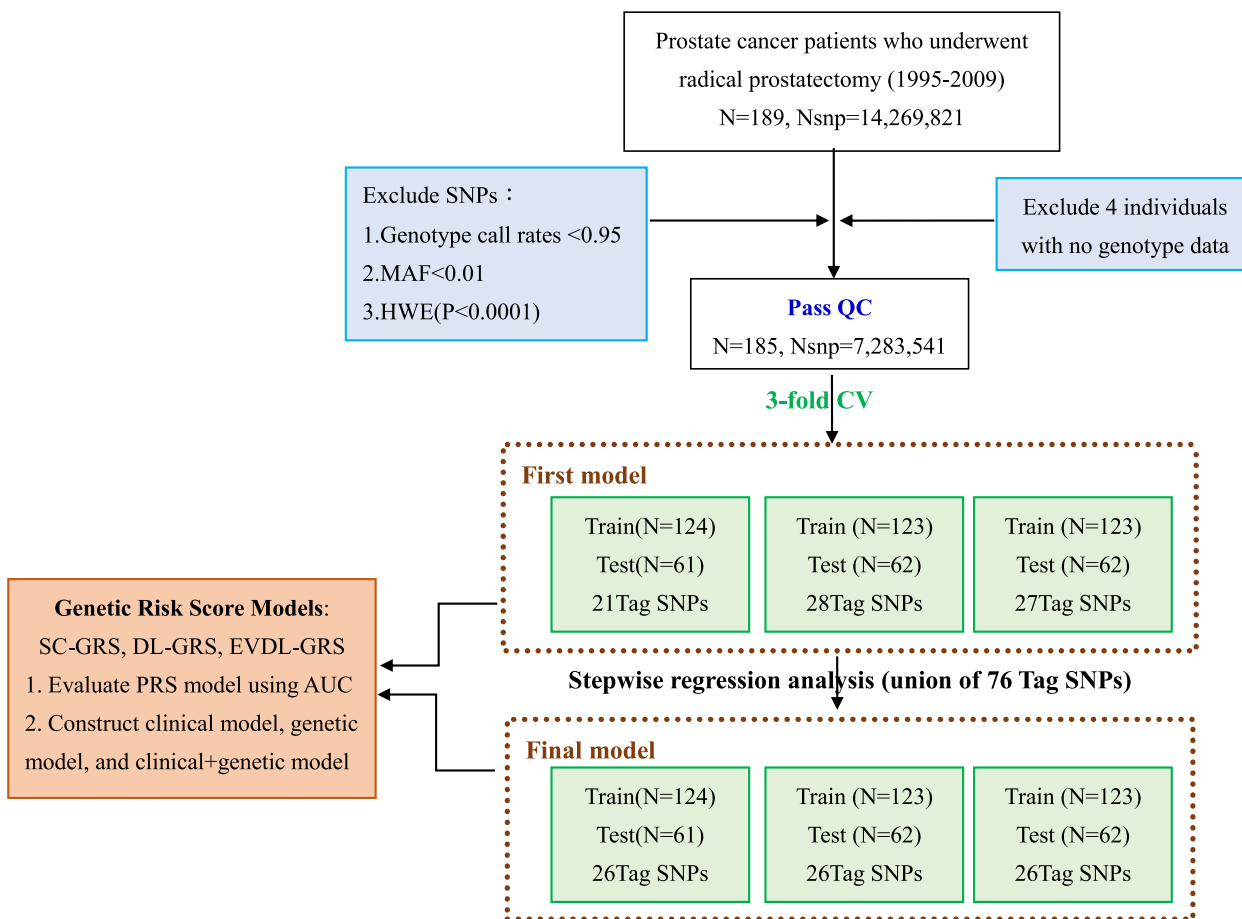 Prostate cancer patients who underwent
radical prostatectomy (1995-2009)
N=189, Nsnp=14,269,821
Exclude SNPs：
1.Genotype call rates <0.95
2.MAF<0.01
3.HWE(P<0.0001)
Exclude 4 individuals
with no genotype data
Pass QC
N=185, Nsnp=7,283,541
3-fold CV
First model
Train(N=124)
Test(N=61)
21Tag SNPs
Train (N=123)
Test (N=62)
28Tag SNPs
Train (N=123)
Test (N=62)
27Tag SNPs
Genetic Risk Score Models:
SC-GRS, DL-GRS, EVDL-GRS
1. Evaluate PRS model using AUC
2. Construct clinical model, genetic
model, and clinical+genetic model
Stepwise regression analysis (union of 76 Tag SNPs)
Final model
Train(N=124)
Test(N=61)
26Tag SNPs
Train (N=123)
Test (N=62)
26Tag SNPs
Train (N=123)
Test (N=62)
26Tag SNPs